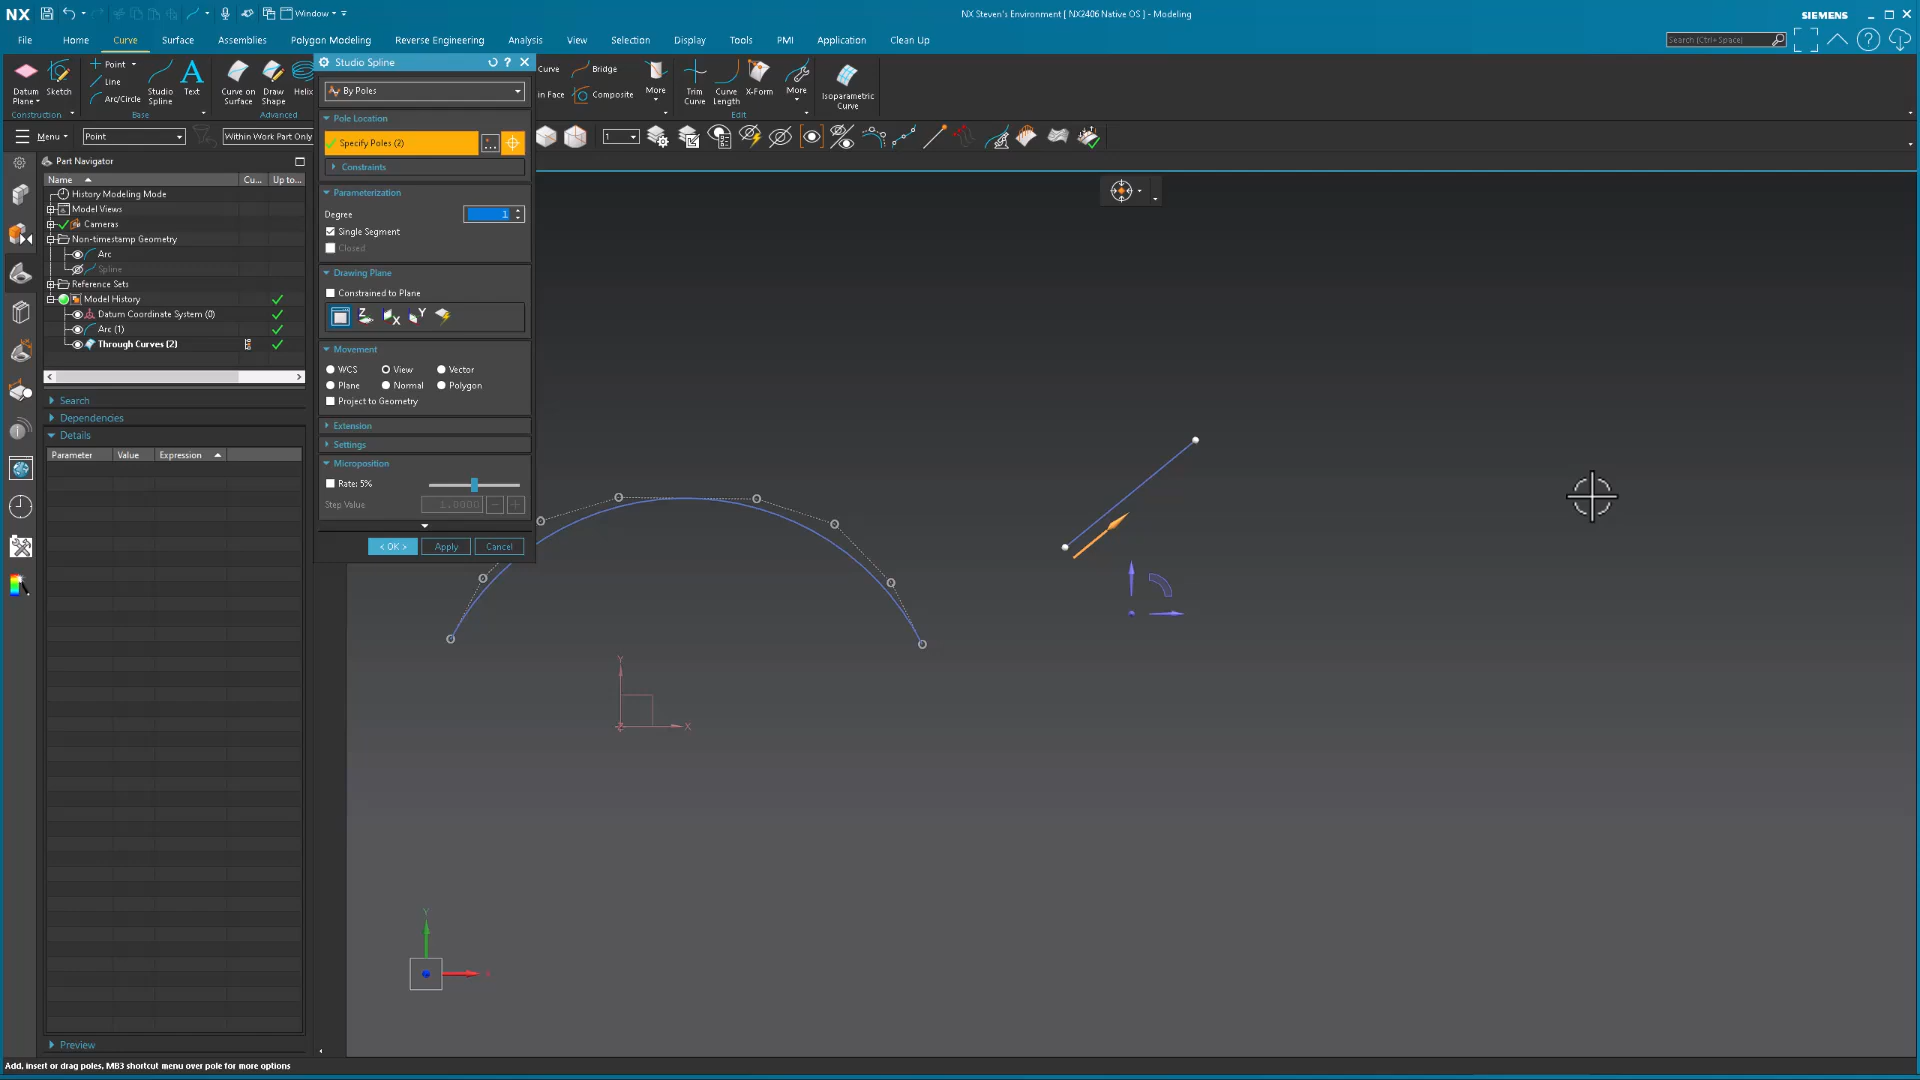 NX
Window
NX Steven's Environment [ NX2406 Native OS ] - Modeling
SIEMENS
File
Home
Curve
Surface
Assemblies
Polygon Modeling
Reverse Engineering
Analysis
View
Selection
Display
Tools
PMI
Application
Clean Up
Search (Ctrl+Space)
Datum Plane
Sketch
Construction
Point
Line
Arc/Circle
Studio Spline
Text
Base
Curve on Surface
Draw Shape
Helix
Advanced
Curve
in Face
Bridge
Composite
More
Trim Curve
Curve Length
X-Form
More
Edit
Isoparametric Curve
Menu
Point
Within Work Part Only
1
Part Navigator
Name
Cu...
Up to...
History Modeling Mode
Model Views
Cameras
Non-timestamp Geometry
Arc
Spline
Reference Sets
Model History
Datum Coordinate System (0)
Arc (1)
Through Curves (2)
Search
Dependencies
Details
Parameter
Value
Expression
Preview
Studio Spline
By Poles
Pole Location
Specify Poles (2)
Constraints
Parameterization
Degree
1
Single Segment
Closed
Drawing Plane
Constrained to Plane
Z
X
Y
Movement
WCS
View
Vector
Plane
Normal
Polygon
Project to Geometry
Extension
Settings
Microposition
Rate: 5%
Step Value
1.0000
< OK >
Apply
Cancel
Y
X
Y
Add, insert or drag poles, MB3 shortcut menu over pole for more options